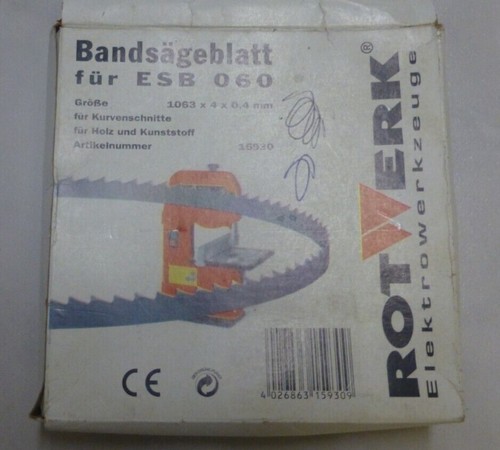 Bandsägeblatt
für ESB 060
Größe 1063 x 4 x 0,4 mm
für Kurvenschnitte
für Holz und Kunststoff
Artikelnummer
ROTWERK®
Elektrowerkzeuge
CE
4 026863 159309